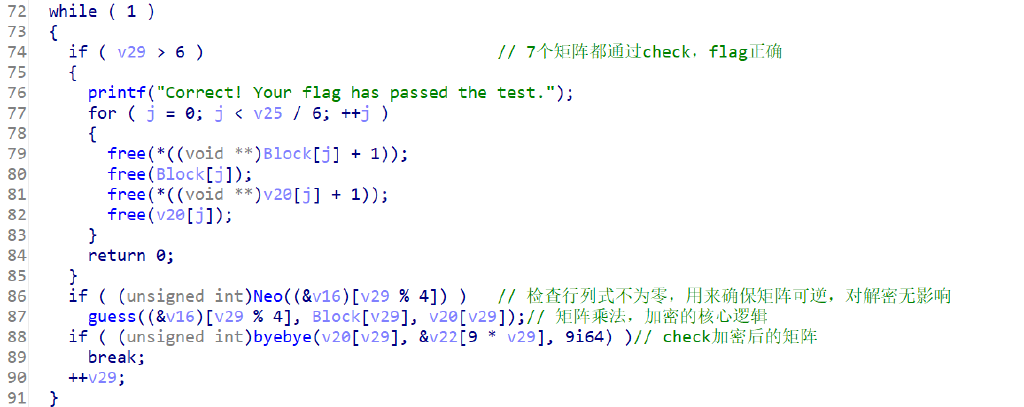 72 while ( 1 )
73 {
74 if ( v29 > 6 ) // 7个矩阵都通过check，flag正确
75 {
76 printf("Correct! Your flag has passed the test.");
77 for ( j = 0; j < v25 / 6; ++j )
78 {
79 free(*((void **)Block[j] + 1));
80 free(Block[j]);
81 free(*((void **)v20[j] + 1));
82 free(v20[j]);
83 }
84 return 0;
85 }
86 if ( (unsigned int)Neo((&v16)[v29 % 4]) ) // 检查行列式不为零，用来确保矩阵可逆，对解密无影响
87 guess((&v16)[v29 % 4], Block[v29], v20[v29]);// 矩阵乘法，加密的核心逻辑
88 if ( (unsigned int)byebye(v20[v29], &v22[9 * v29], 9i64) )// check加密后的矩阵
89 break;
90 ++v29;
91 }